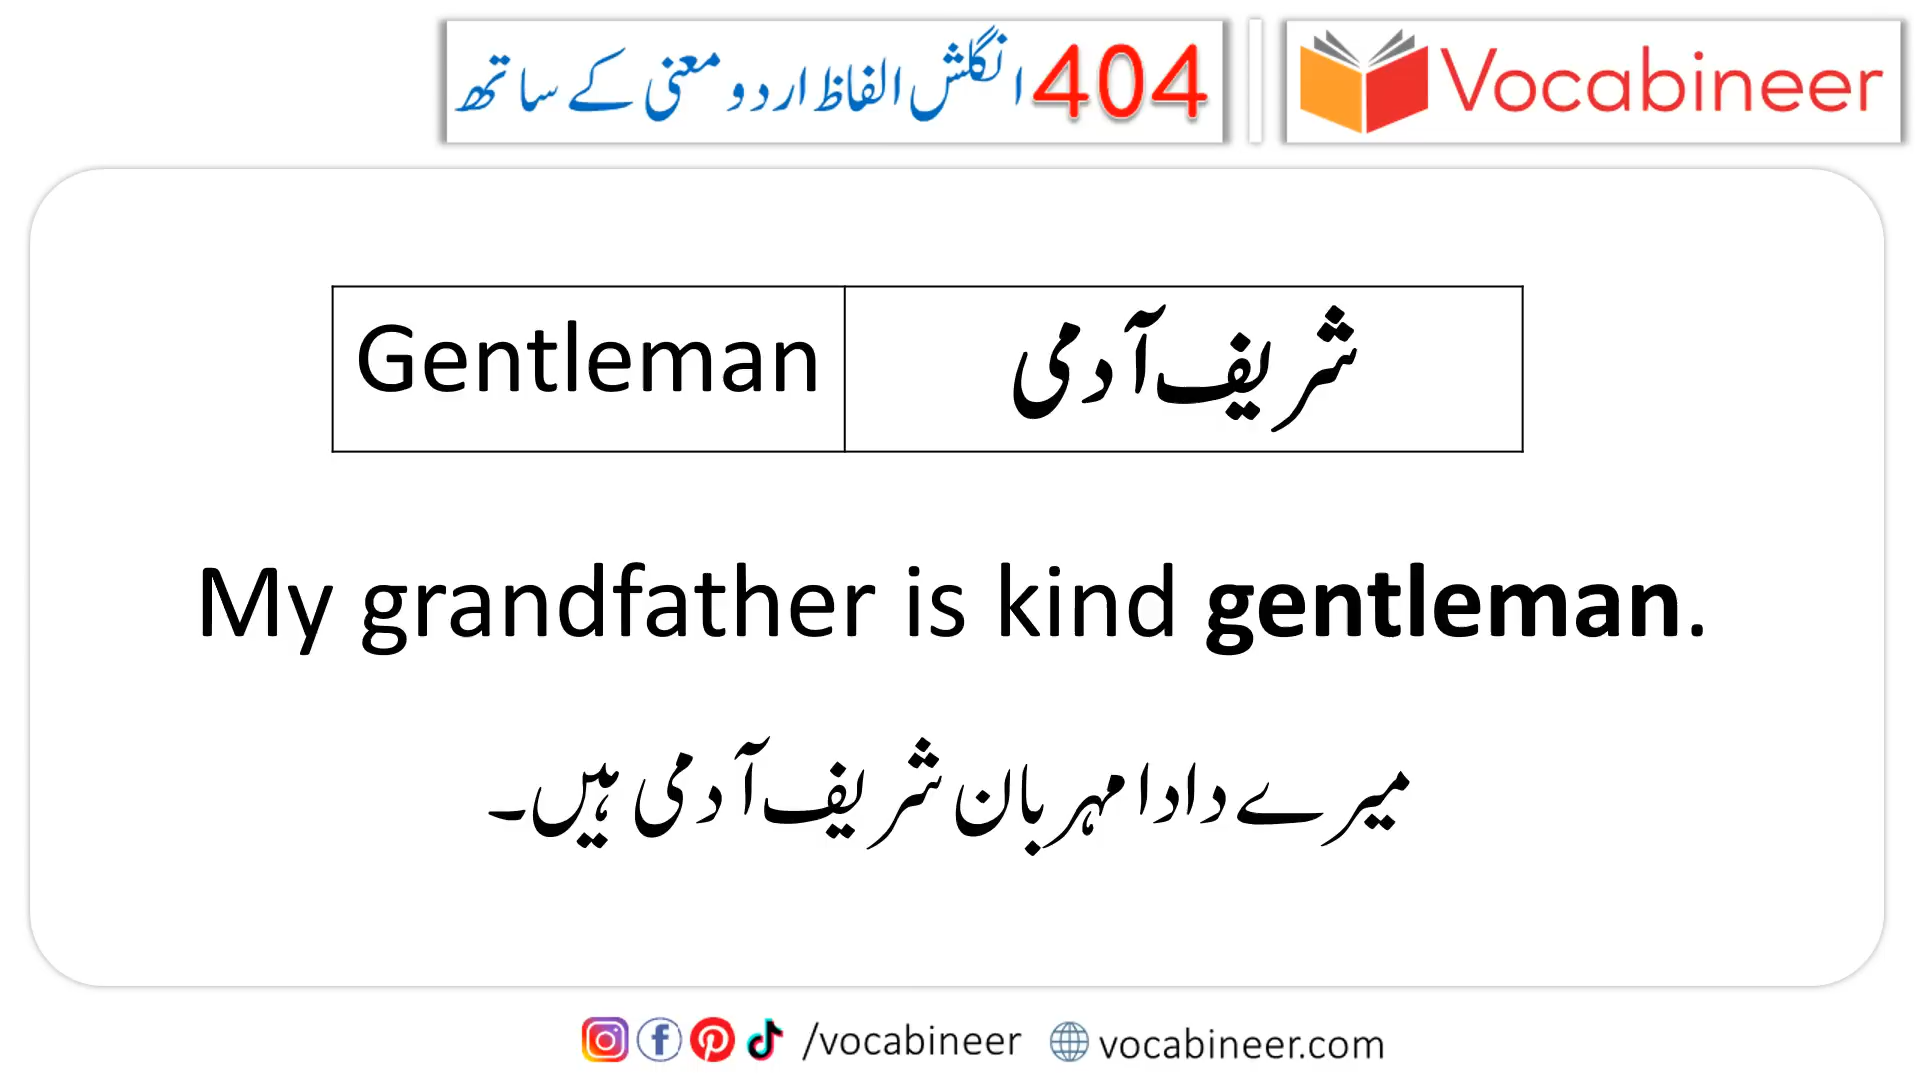 404 انگلش الفاظ اردو معنی کے ساتھ
Vocabineer
Gentleman
شریف آدمی
My grandfather is kind gentleman.
میرے دادا مہربان شریف آدمی ہیں۔
/vocabineer
vocabineer.com